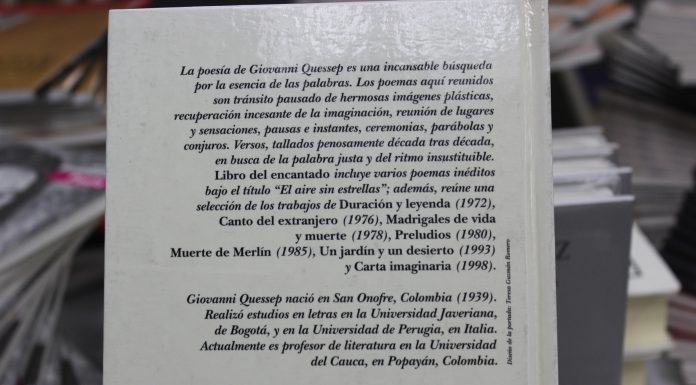 La poesía de Giovanni Quessep es una incansable búsqueda
por la esencia de las palabras. Los poemas aquí reunidos
son tránsito pausado de hermosas imágenes plásticas,
recuperación incesante de la imaginación, reunión de lugares
y sensaciones, pausas e instantes, ceremonias, parábolas y
conjuros. Versos, tallados penosamente década tras década,
en busca de la palabra justa y del ritmo insustituible.
Libro del encantado incluye varios poemas inéditos
bajo el título “El aire sin estrellas”; además, reúne una
selección de los trabajos de Duración y leyenda (1972),
Canto del extranjero (1976), Madrigales de vida
y muerte (1978), Preludios (1980),
Muerte de Merlín (1985), Un jardín y un desierto (1993)
y Carta imaginaria (1998).
Giovanni Quessep nació en San Onofre, Colombia (1939).
Realizó estudios en letras en la Universidad Javeriana,
de Bogotá, y en la Universidad de Perugia, en Italia.
Actualmente es profesor de literatura en la Universidad
del Cauca, en Popayán, Colombia.
Diseño de la portada: Teresa Guzmán Romero
Z